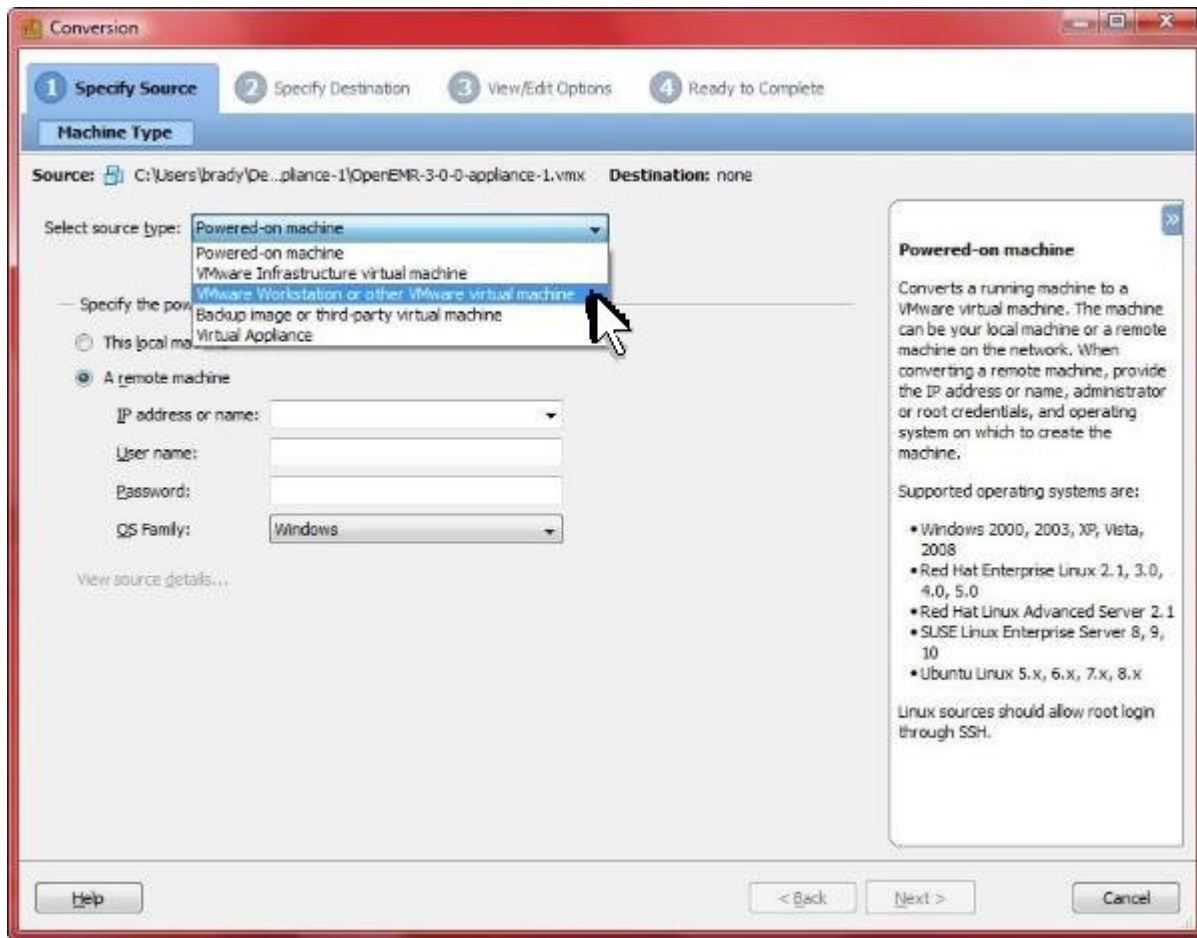 Conversion
1 Specify Source 2 Specify Destination 3 View/Edit Options 4 Ready to Complete
Machine Type
Source: C:\Users\brady\De...pliance-1\OpenEMR-3-0-0-appliance-1.vmx Destination: none
Select source type: Powered-on machine
Powered-on machine
VMware Infrastructure virtual machine
VMware Workstation or other VMware virtual machine
Backup image or third-party virtual machine
Virtual Appliance
Specify the pow
This local ma
A remote machine
IP address or name:
User name:
Password:
OS Family: Windows
View source details...
»
Powered-on machine
Converts a running machine to a
VMware virtual machine. The machine
can be your local machine or a remote
machine on the network. When
converting a remote machine, provide
the IP address or name, administrator
or root credentials, and operating
system on which to create the
machine.
Supported operating systems are:
• Windows 2000, 2003, XP, Vista,
2008
• Red Hat Enterprise Linux 2.1, 3.0,
4.0, 5.0
• Red Hat Linux Advanced Server 2.1
• SUSE Linux Enterprise Server 8, 9,
10
• Ubuntu Linux 5.x, 6.x, 7.x, 8.x
Linux sources should allow root login
through SSH.
Help < Back Next > Cancel